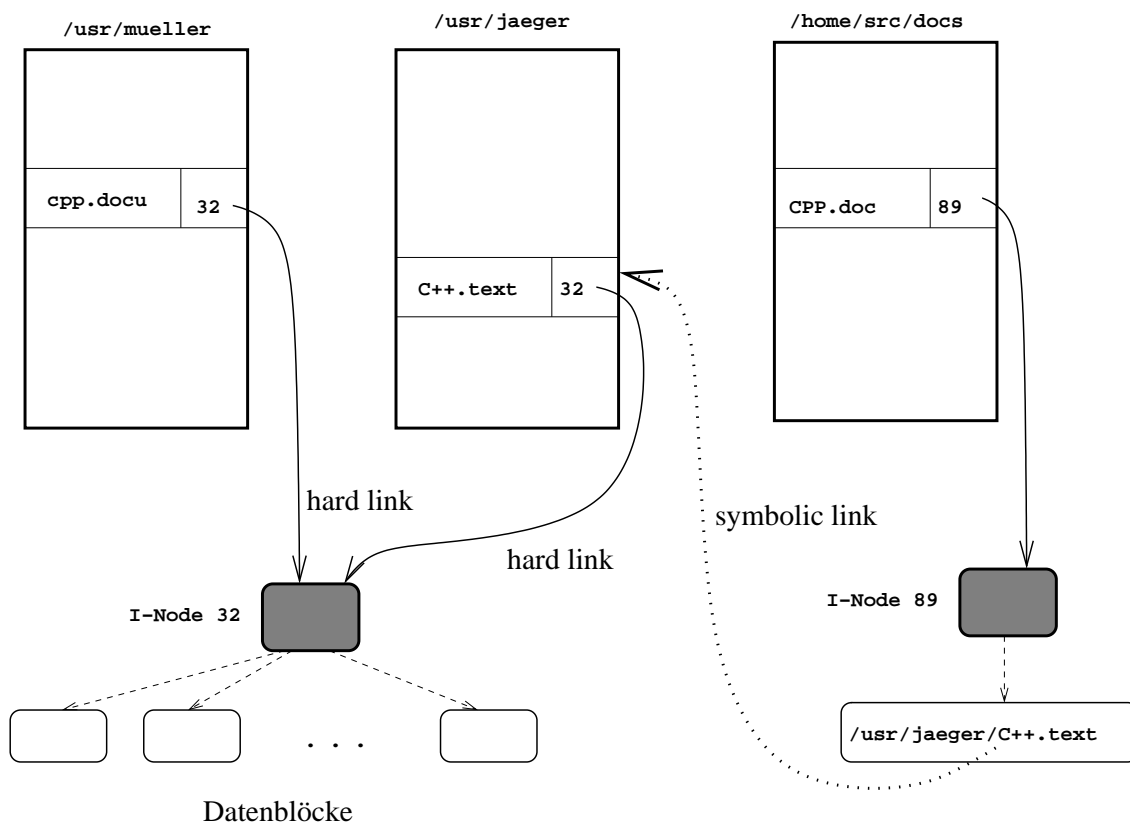 /usr/mueller
/usr/jaeger
/home/src/docs
cpp.docu
32
CPP.doc
89
C++.text
32
hard link
symbolic link
hard link
I-Node 32
I-Node 89
/usr/jaeger/C++.text
. . .
Datenblöcke